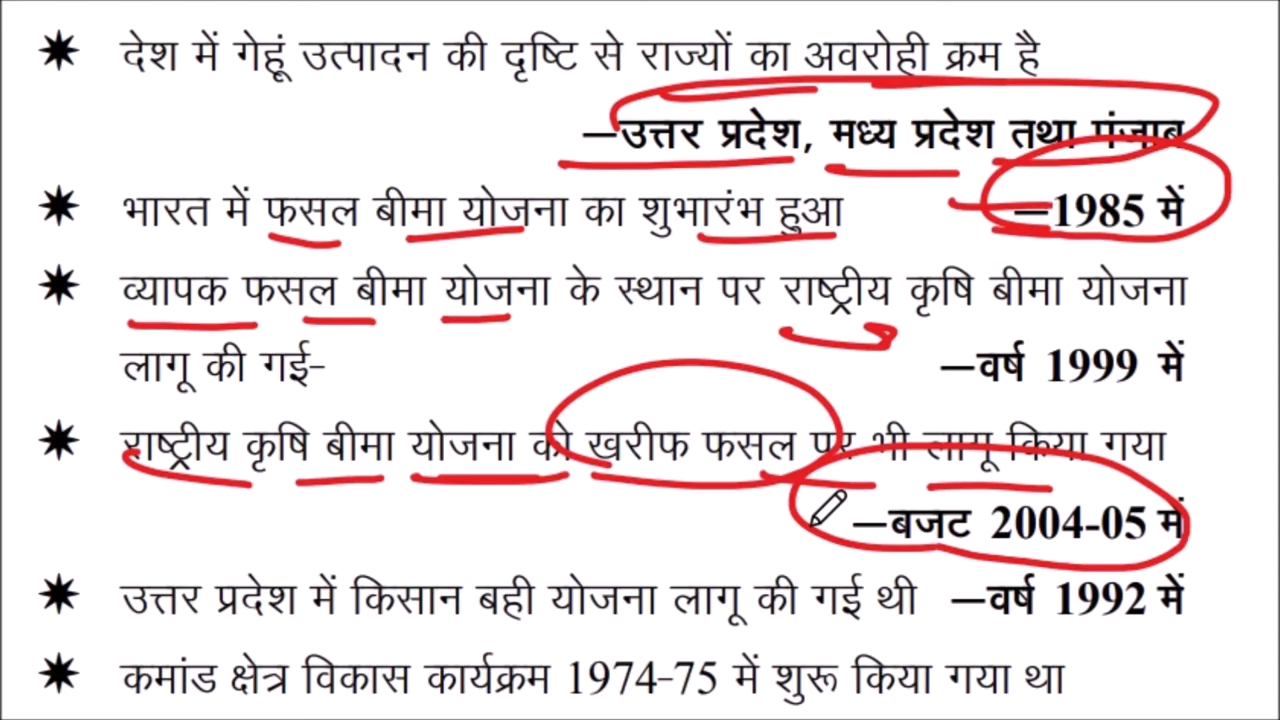 ✷ देश में गेहूं उत्पादन की दृष्टि से राज्यों का अवरोही क्रम है
—उत्तर प्रदेश, मध्य प्रदेश तथा पंजाब
✷ भारत में फसल बीमा योजना का शुभारंभ हुआ —1985 में
✷ व्यापक फसल बीमा योजना के स्थान पर राष्ट्रीय कृषि बीमा योजना
लागू की गई- —वर्ष 1999 में
✷ राष्ट्रीय कृषि बीमा योजना को खरीफ फसल पर भी लागू किया गया
—बजट 2004-05 में
✷ उत्तर प्रदेश में किसान बही योजना लागू की गई थी —वर्ष 1992 में
✷ कमांड क्षेत्र विकास कार्यक्रम 1974-75 में शुरू किया गया था